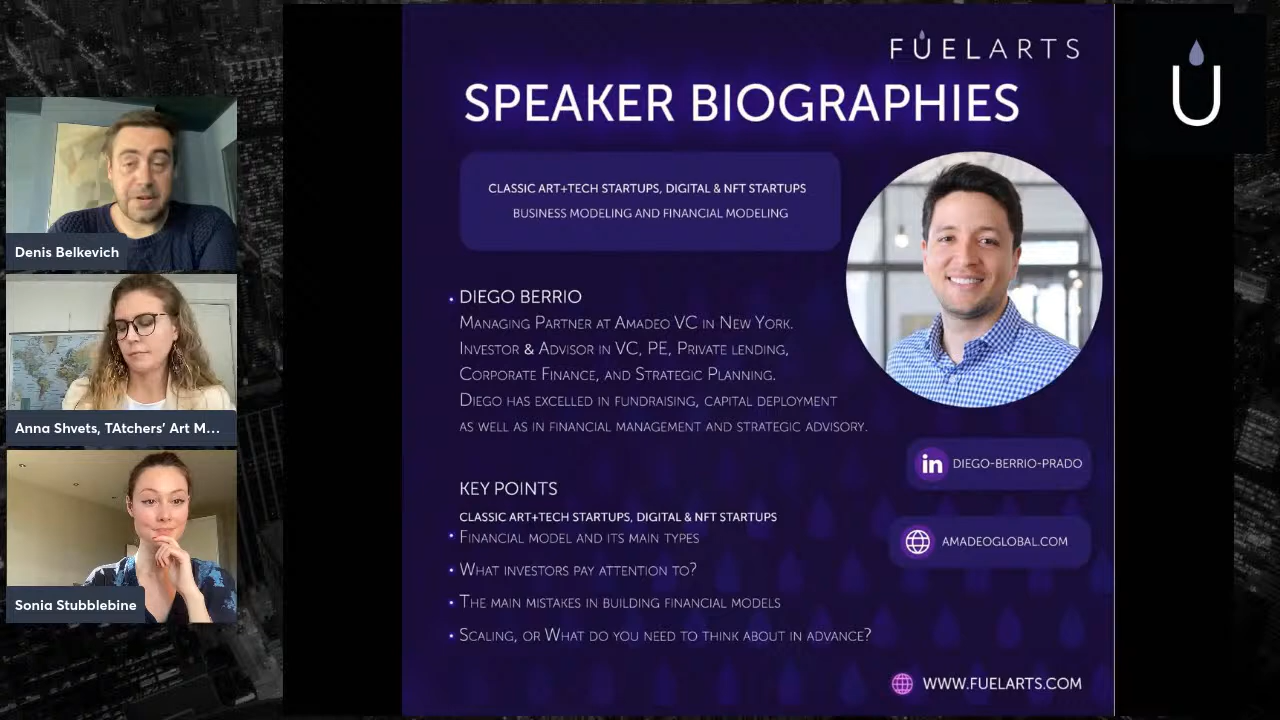 Denis Belkevich
Anna Shvets, TAtchers' Art M...
Sonia Stubblebine
FUELARTS
SPEAKER BIOGRAPHIES
CLASSIC ART+TECH STARTUPS, DIGITAL & NFT STARTUPS
BUSINESS MODELING AND FINANCIAL MODELING
• DIEGO BERRIO
MANAGING PARTNER AT AMADEO VC IN NEW YORK.
INVESTOR & ADVISOR IN VC, PE, PRIVATE LENDING,
CORPORATE FINANCE, AND STRATEGIC PLANNING.
DIEGO HAS EXCELLED IN FUNDRAISING, CAPITAL DEPLOYMENT
AS WELL AS IN FINANCIAL MANAGEMENT AND STRATEGIC ADVISORY.
in DIEGO-BERRIO-PRADO
AMADEOGLOBAL.COM
KEY POINTS
CLASSIC ART+TECH STARTUPS, DIGITAL & NFT STARTUPS
• FINANCIAL MODEL AND ITS MAIN TYPES
• WHAT INVESTORS PAY ATTENTION TO?
• THE MAIN MISTAKES IN BUILDING FINANCIAL MODELS
• SCALING, OR WHAT DO YOU NEED TO THINK ABOUT IN ADVANCE?
WWW.FUELARTS.COM
U